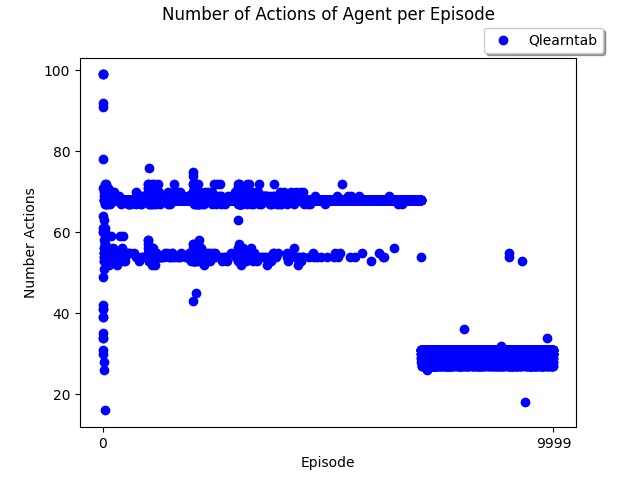 Number of Actions of Agent per Episode
Qlearntab
100
80
60
40
20
Number Actions
0
9999
Episode